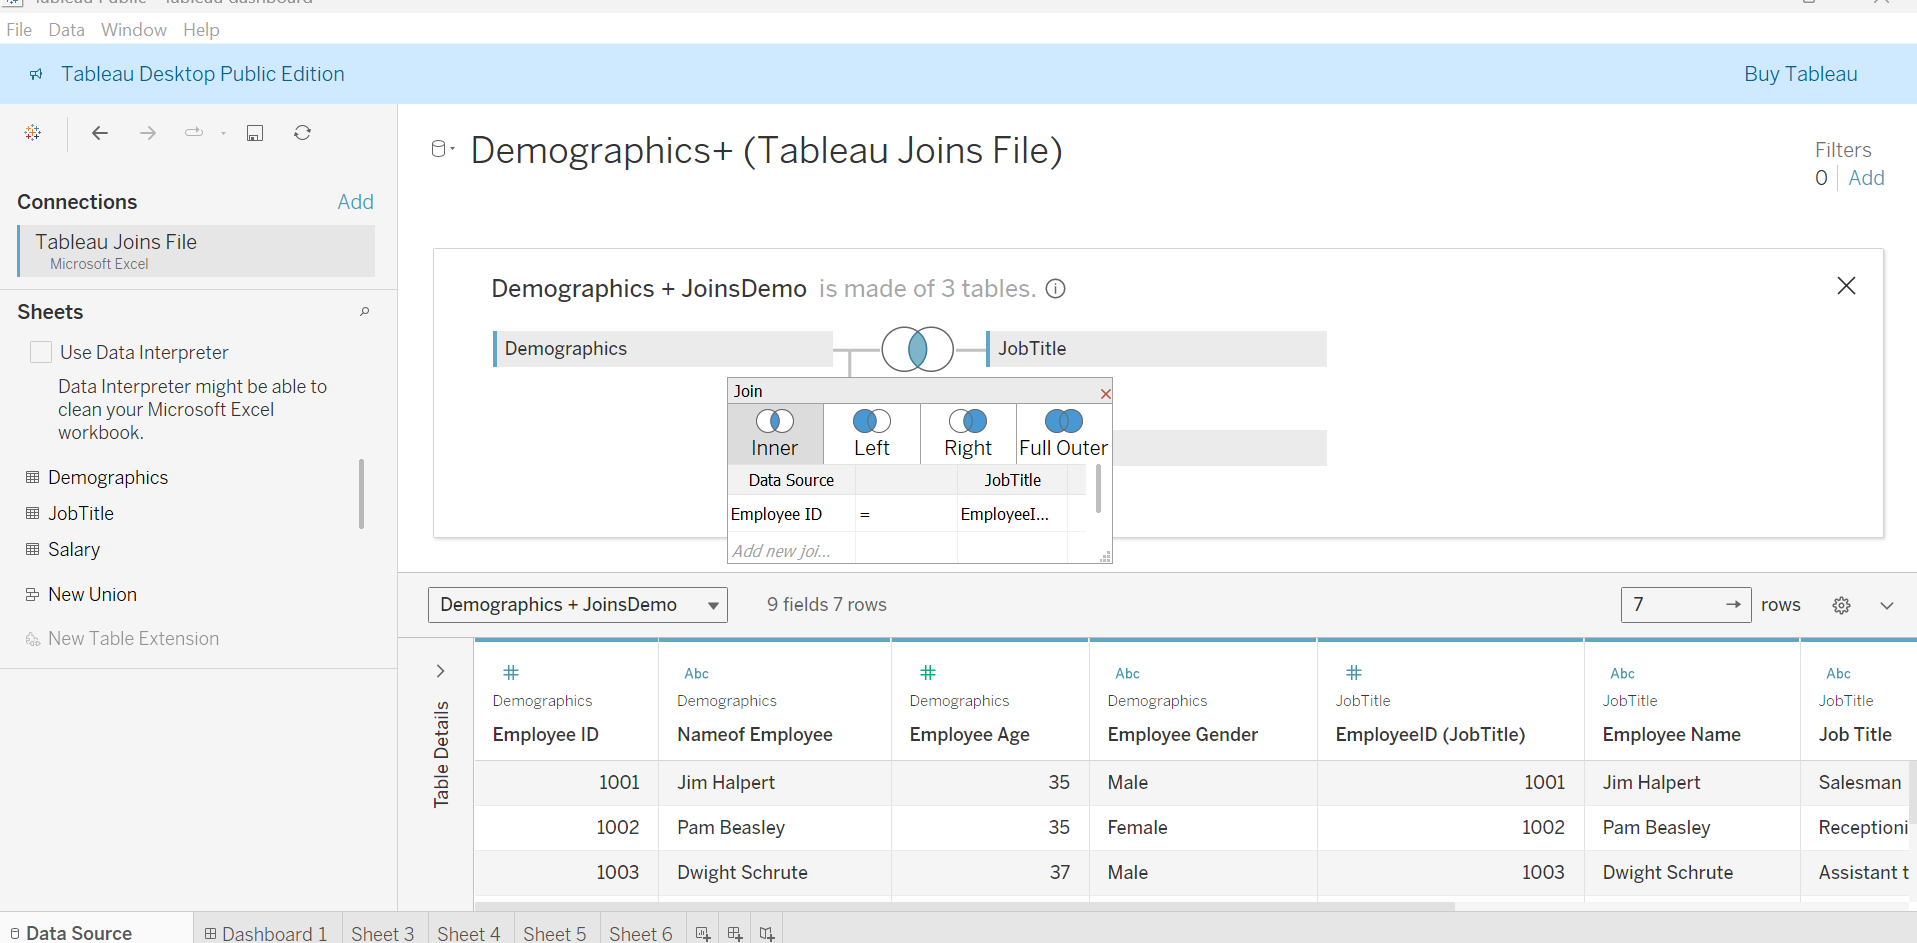 File Data Window Help
Tableau Desktop Public Edition Buy Tableau
Connections Add
Tableau Joins File
Microsoft Excel
Sheets
Use Data Interpreter
Data Interpreter might be able to
clean your Microsoft Excel
workbook.
Demographics
JobTitle
Salary
New Union
New Table Extension
Demographics+ (Tableau Joins File)
Filters
0 Add
Demographics + JoinsDemo is made of 3 tables.
Demographics JobTitle
Join
Inner Left Right Full Outer
Data Source JobTitle
Employee ID = EmployeeI...
Add new joi...
Demographics + JoinsDemo 9 fields 7 rows 7 rows
Table Details
# Abc # Abc # Abc Abc
Demographics Demographics Demographics Demographics JobTitle JobTitle JobTitle
Employee ID Nameof Employee Employee Age Employee Gender EmployeeID (JobTitle) Employee Name Job Title
1001 Jim Halpert 35 Male 1001 Jim Halpert Salesman
1002 Pam Beasley 35 Female 1002 Pam Beasley Receptioni
1003 Dwight Schrute 37 Male 1003 Dwight Schrute Assistant t
Data Source Dashboard 1 Sheet 3 Sheet 4 Sheet 5 Sheet 6